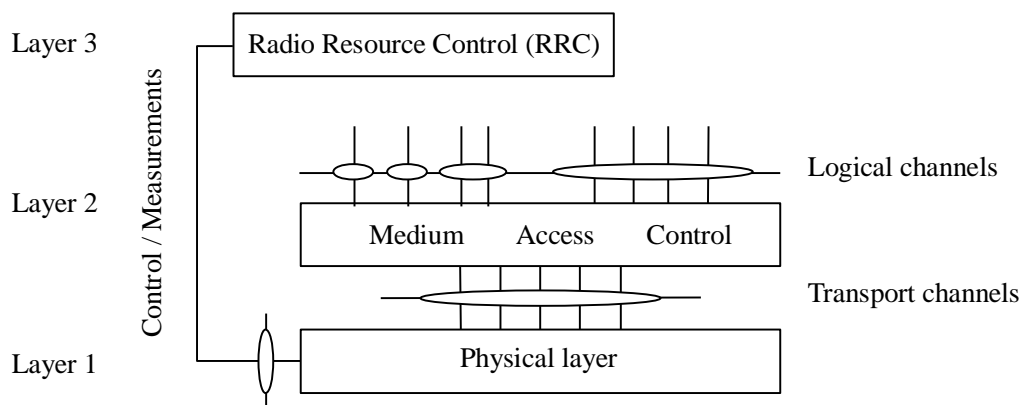 Layer 3
Radio Resource Control (RRC)
Control / Measurements
Logical channels
Layer 2
Medium Access Control
Transport channels
Layer 1
Physical layer